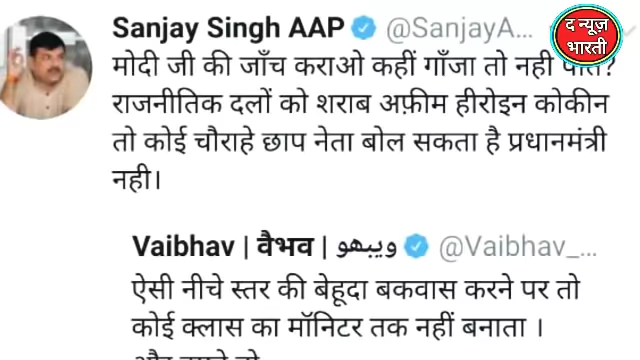 Sanjay Singh AAP @SanjayA...
द न्यूज़
भारती
मोदी जी की जाँच कराओ कहीं गाँजा तो नही पीते?
राजनीतिक दलों को शराब अफ़ीम हीरोइन कोकीन
तो कोई चौराहे छाप नेता बोल सकता है प्रधानमंत्री
नही।
Vaibhav | वैभव | ويبهو @Vaibhav_...
ऐसी नीचे स्तर की बेहूदा बकवास करने पर तो
कोई क्लास का मॉनिटर तक नहीं बनाता ।